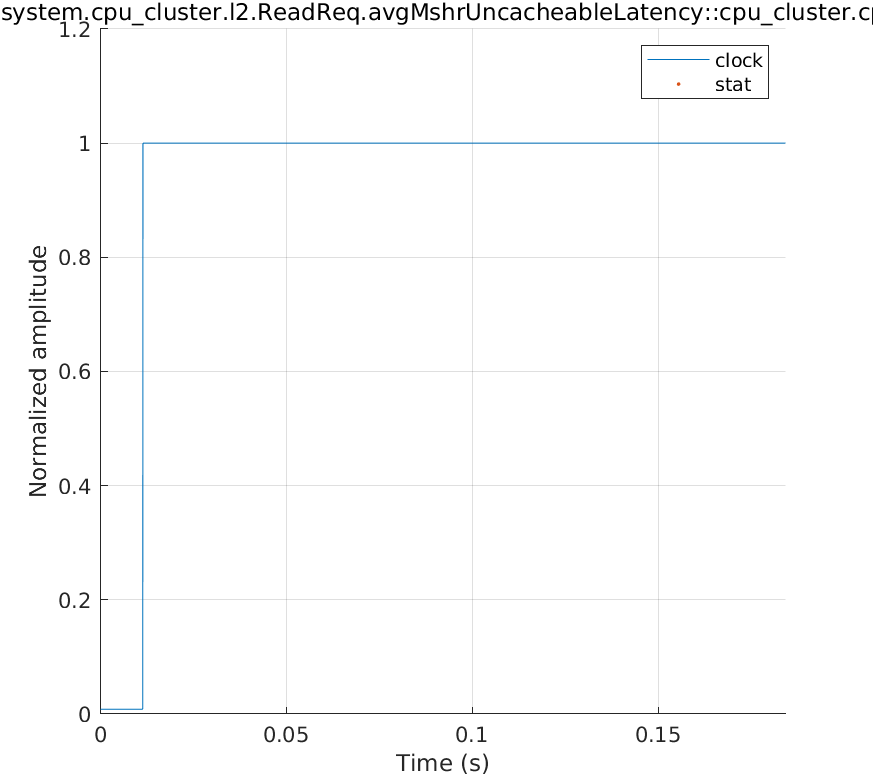 system.cpu_cluster.l2.ReadReq.avgMshrUncacheableLatency::cpu_cluster.cp
1.2
clock
stat
1
0.8
0.6
0.4
0.2
0
Normalized amplitude
0 0.05 0.1 0.15
Time (s)